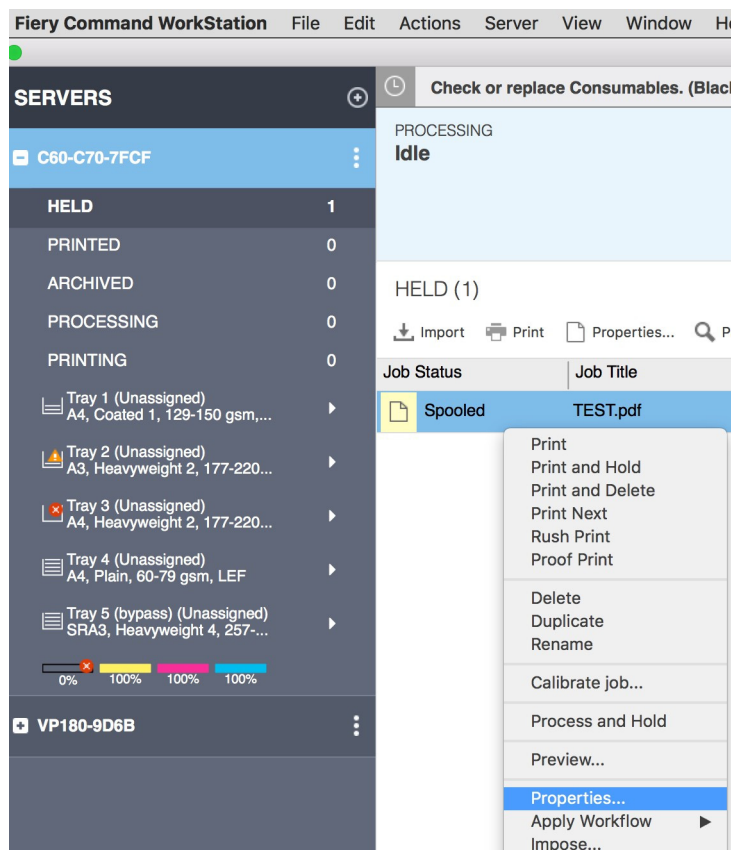 Fiery Command WorkStation File Edit Actions Server View Window
SERVERS
Check or replace Consumables. (Blac
C60-C70-7FCF
PROCESSING
Idle
HELD 1
PRINTED 0
ARCHIVED 0
PROCESSING 0
PRINTING 0
Tray 1 (Unassigned)
A4, Coated 1, 129-150 gsm,...
Tray 2 (Unassigned)
A3, Heavyweight 2, 177-220...
Tray 3 (Unassigned)
A4, Heavyweight 2, 177-220...
Tray 4 (Unassigned)
A4, Plain, 60-79 gsm, LEF
Tray 5 (bypass) (Unassigned)
SRA3, Heavyweight 4, 257-...
0% 100% 100% 100%
VP180-9D6B
HELD (1)
Import Print Properties... P
Job Status Job Title
Spooled TEST.pdf
Print
Print and Hold
Print and Delete
Print Next
Rush Print
Proof Print
Delete
Duplicate
Rename
Calibrate job...
Process and Hold
Preview...
Properties...
Apply Workflow
Impose...